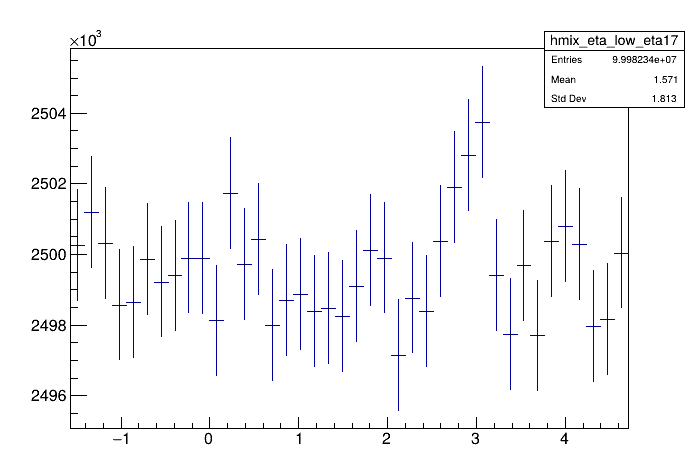 ×10³
hmix_eta_low_eta17
Entries 9.998234e+07
Mean 1.571
Std Dev 1.813
2504
2502
2500
2498
2496
−1 0 1 2 3 4